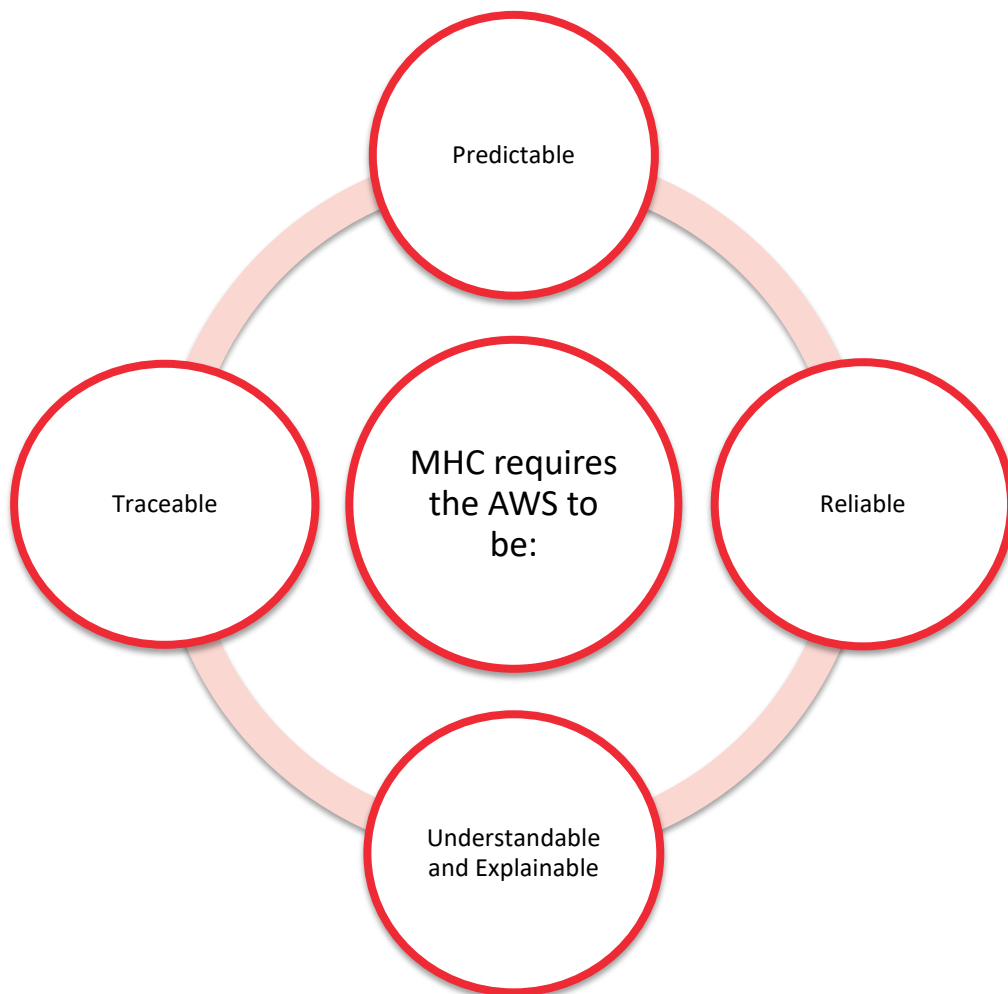 Predictable
MHC requires
the AWS to
be:
Traceable
Reliable
Understandable
and Explainable